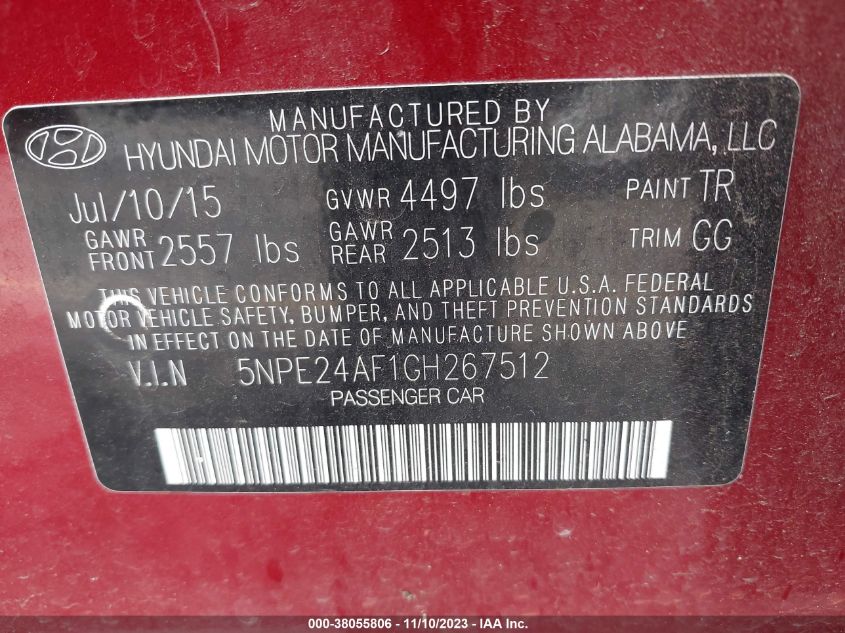 MANUFACTURED BY
HYUNDAI MOTOR MANUFACTURING ALABAMA, LLC
Jul/10/15 GVWR 4497 lbs PAINT TR
GAWR FRONT 2557 lbs GAWR REAR 2513 lbs TRIM GG
THIS VEHICLE CONFORMS TO ALL APPLICABLE U.S.A. FEDERAL
MOTOR VEHICLE SAFETY, BUMPER, AND THEFT PREVENTION STANDARDS
IN EFFECT ON THE DATE OF MANUFACTURE SHOWN ABOVE
V.I.N 5NPE24AF1GH267512
PASSENGER CAR
000-38055806 - 11/10/2023 - IAA Inc.